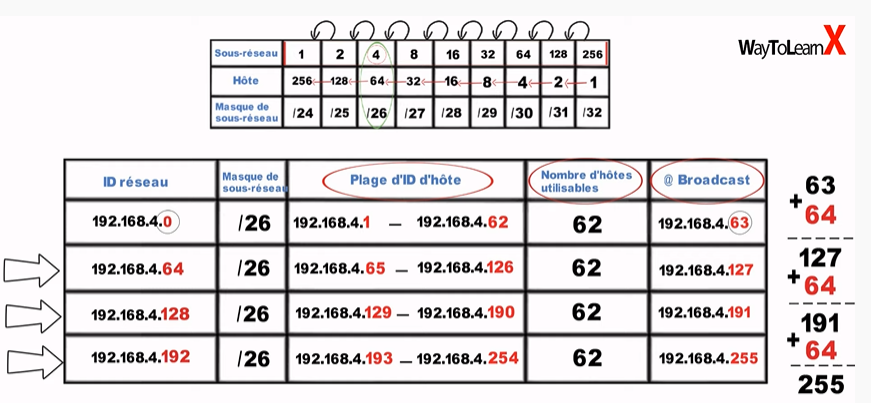 WayToLearnX
Sous-réseau 1 2 4 8 16 32 64 128 256
Hôte 256 128 64 32 16 8 4 2 1
Masque de
sous-réseau /24 /25 /26 /27 /28 /29 /30 /31 /32
ID réseau Masque de
sous-réseau Plage d'ID d'hôte Nombre d'hôtes
utilisables @ Broadcast
192.168.4.0 /26 192.168.4.1 — 192.168.4.62 62 192.168.4.63
192.168.4.64 /26 192.168.4.65 — 192.168.4.126 62 192.168.4.127
192.168.4.128 /26 192.168.4.129 — 192.168.4.190 62 192.168.4.191
192.168.4.192 /26 192.168.4.193 — 192.168.4.254 62 192.168.4.255
63
+ 64
127
+ 64
191
+ 64
255